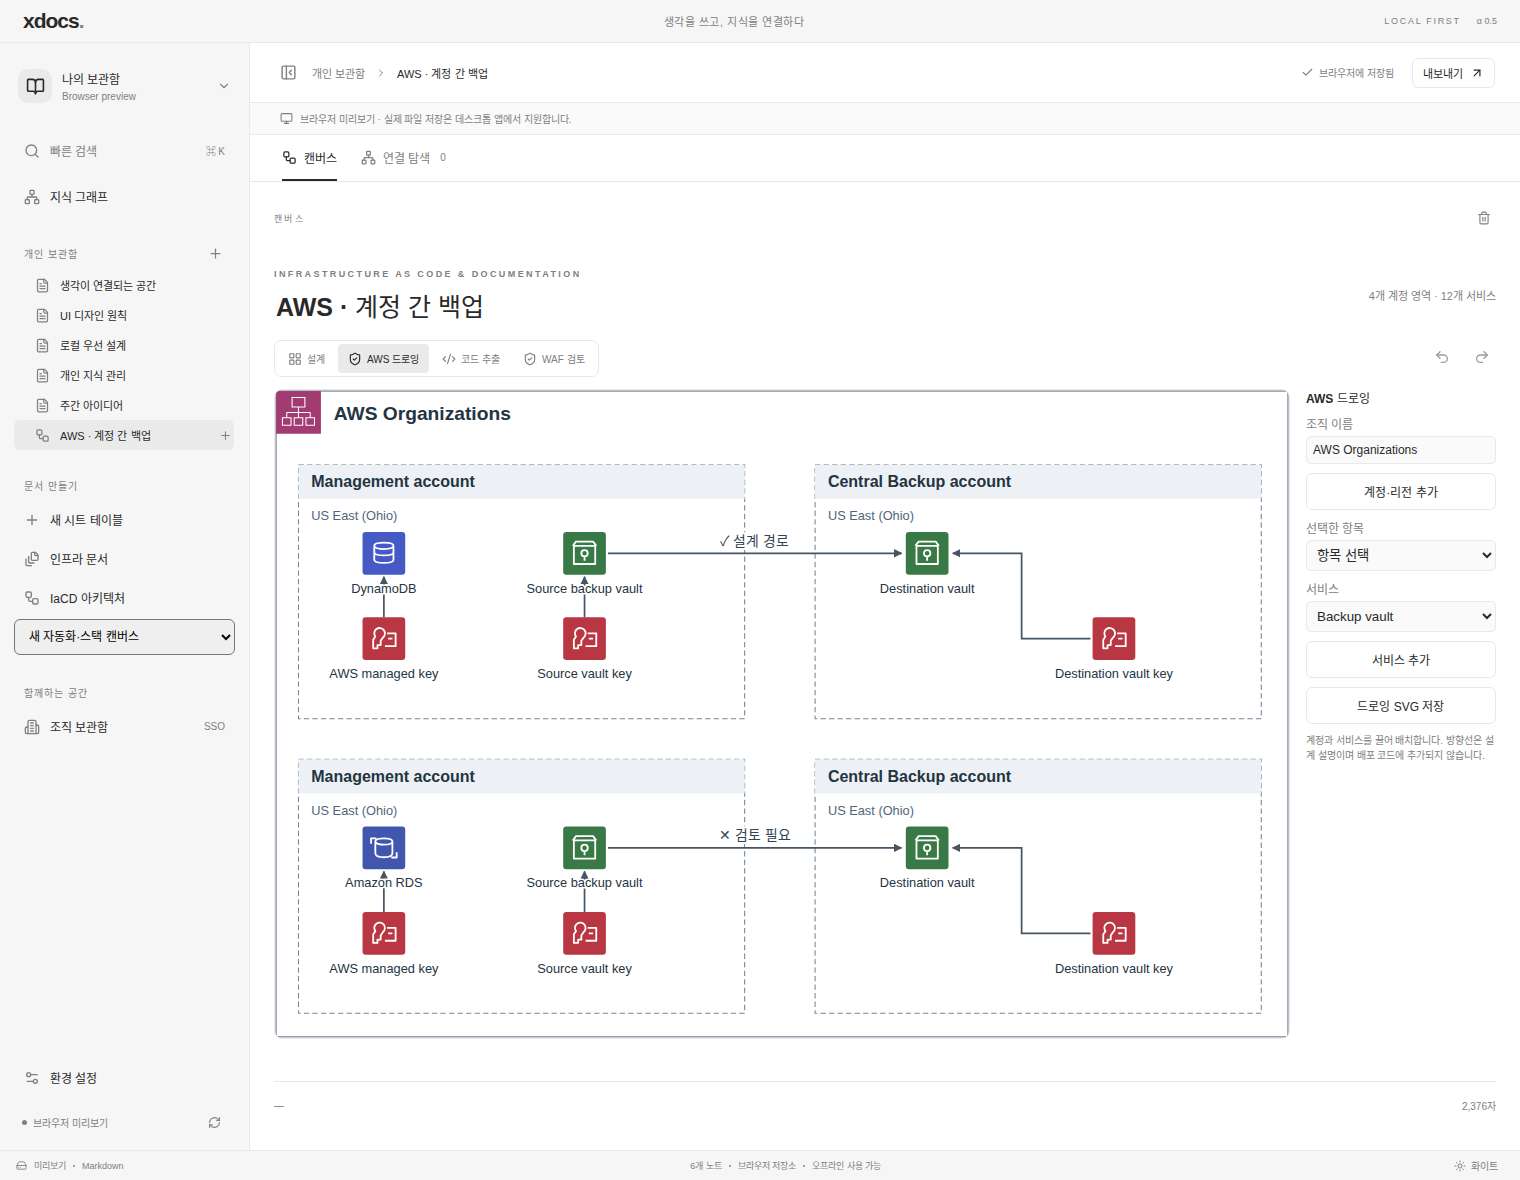 xdocs.
생각을 쓰고, 지식을 연결하다
LOCAL FIRST
α 0.5
나의 보관함
Browser preview
빠른 검색
⌘ K
지식 그래프
개인 보관함
생각이 연결되는 공간
UI 디자인 원칙
로컬 우선 설계
개인 지식 관리
주간 아이디어
AWS · 계정 간 백업
문서 만들기
새 시트 테이블
인프라 문서
IaCD 아키텍처
새 자동화·스택 캔버스
함께하는 공간
조직 보관함
SSO
환경 설정
브라우저 미리보기
개인 보관함
AWS · 계정 간 백업
브라우저에 저장됨
내보내기
브라우저 미리보기 · 실제 파일 저장은 데스크톱 앱에서 지원합니다.
캔버스
연결 탐색 0
캔버스
INFRASTRUCTURE AS CODE & DOCUMENTATION
AWS · 계정 간 백업
4개 계정 영역 · 12개 서비스
설계
AWS 드로잉
코드 추출
WAF 검토
AWS Organizations
Management account
US East (Ohio)
DynamoDB
Source backup vault
AWS managed key
Source vault key
✓ 설계 경로
Central Backup account
US East (Ohio)
Destination vault
Destination vault key
Management account
US East (Ohio)
Amazon RDS
Source backup vault
AWS managed key
Source vault key
✕ 검토 필요
Central Backup account
US East (Ohio)
Destination vault
Destination vault key
AWS 드로잉
조직 이름
AWS Organizations
계정·리전 추가
선택한 항목
항목 선택
서비스
Backup vault
서비스 추가
드로잉 SVG 저장
계정과 서비스를 끌어 배치합니다. 방향선은 설
계 설명이며 배포 코드에 추가되지 않습니다.
—
2,376자
미리보기 · Markdown
6개 노트 · 브라우저 저장소 · 오프라인 사용 가능
화이트